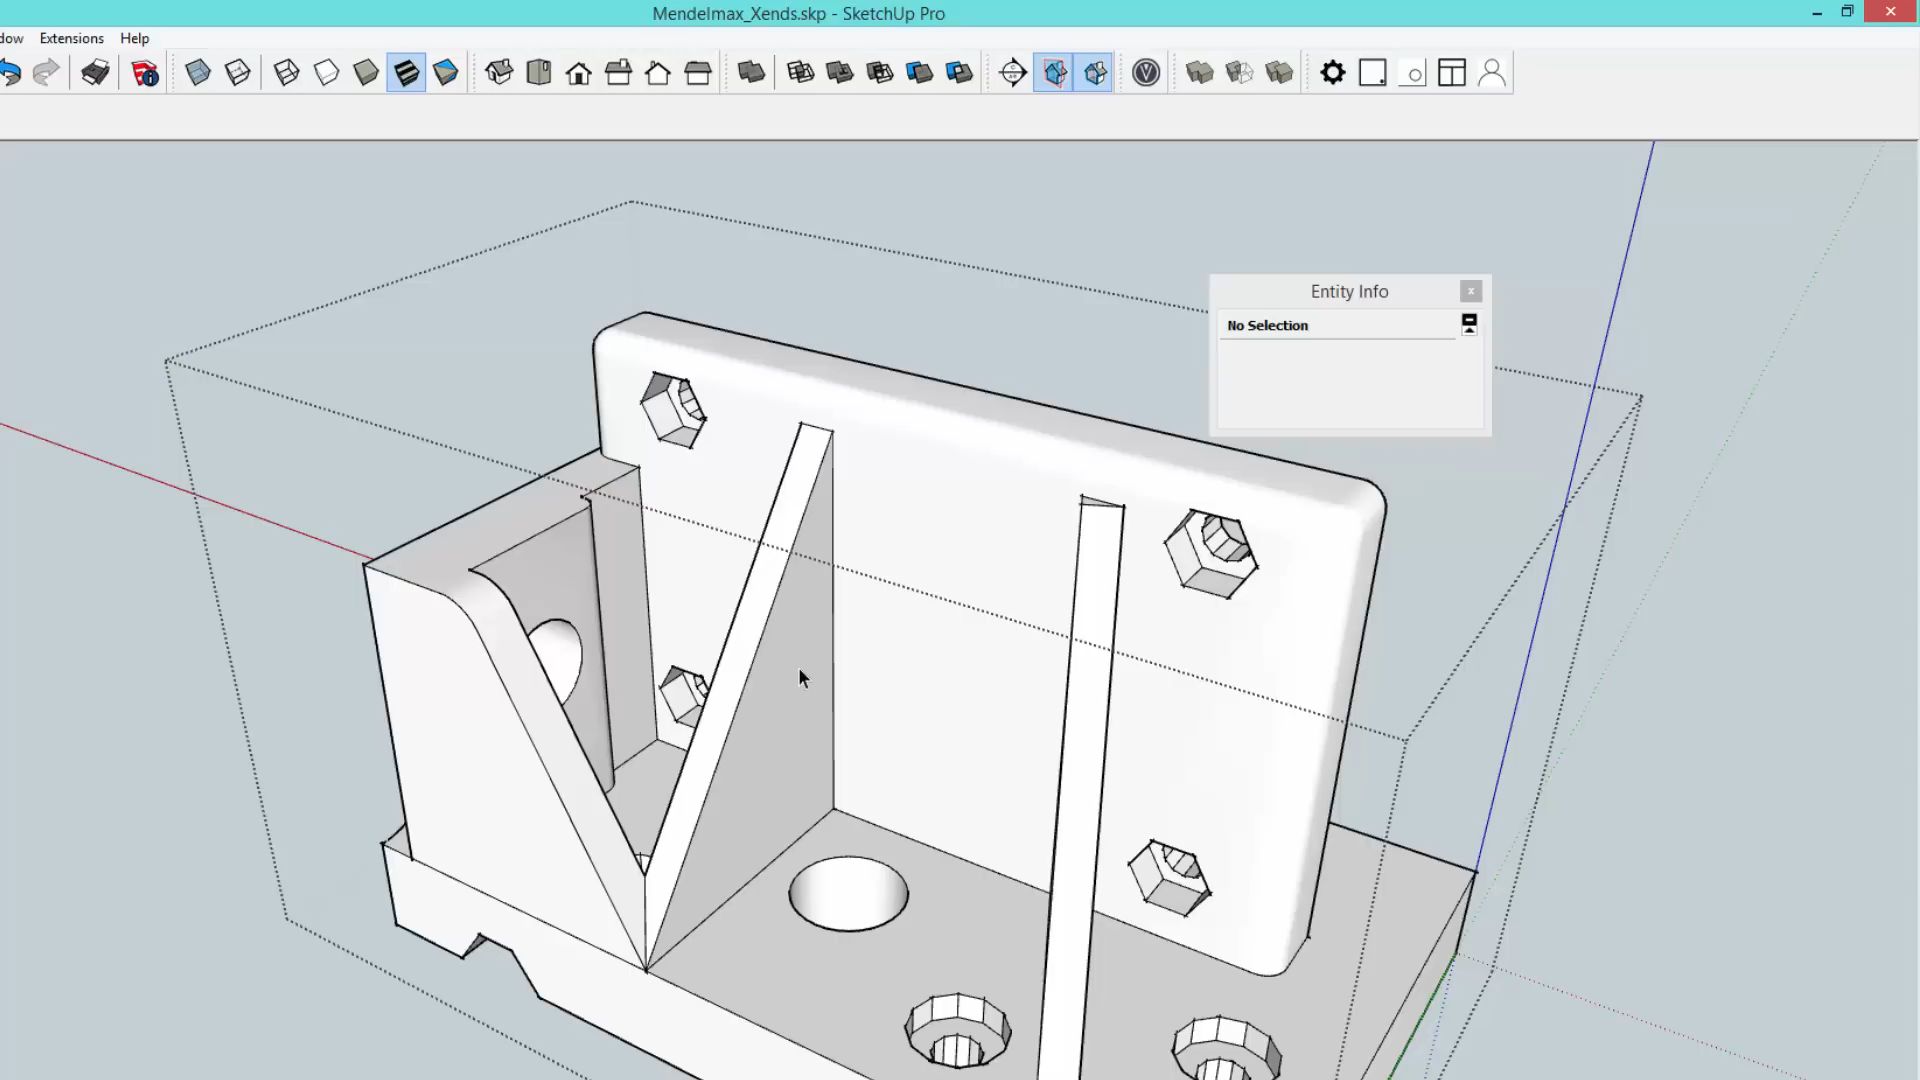 Mendelmax_Xends.skp - SketchUp Pro
dow Extensions Help
Entity Info
No Selection